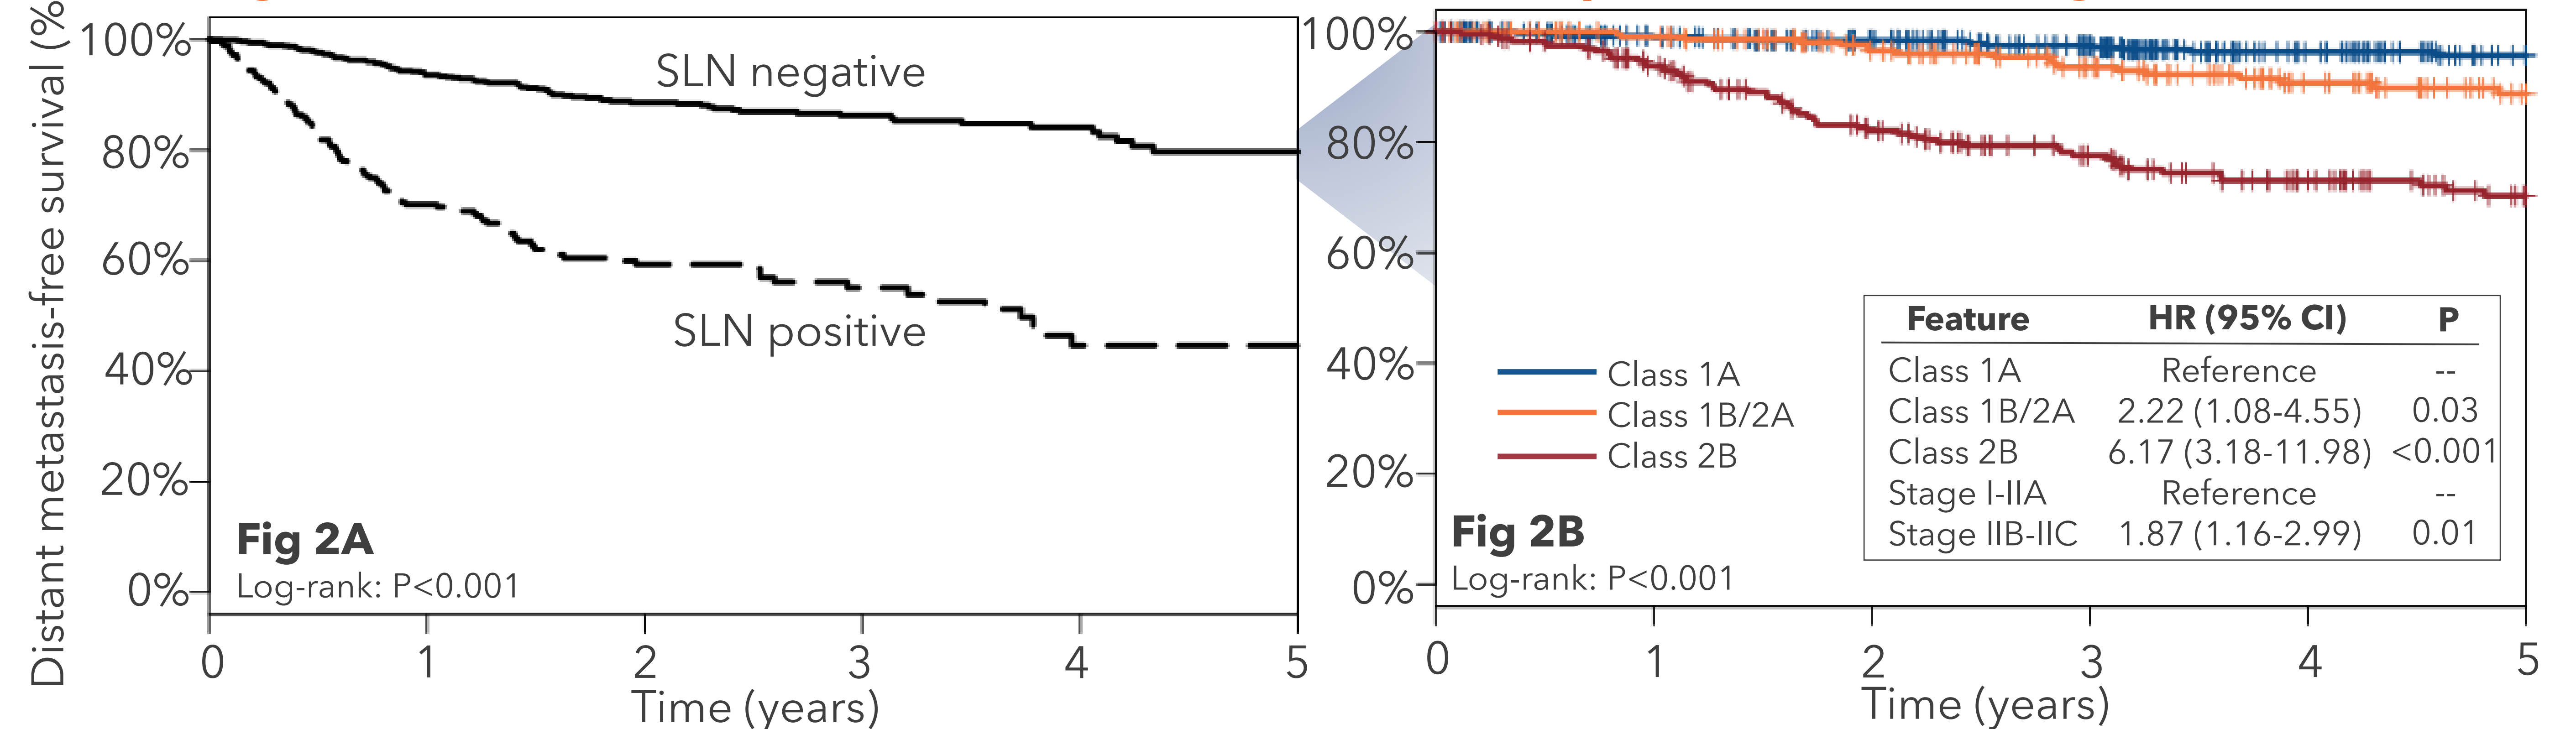 Distant metastasis-free survival (%
100%
80%
60%
40%
20%
0%
SLN negative
SLN positive
Fig 2A
Log-rank: P<0.001
0 1 2 3 4 5
Time (years)
100%
80%
60%
40%
20%
0%
Class 1A
Class 1B/2A
Class 2B
Feature HR (95% CI) P
Class 1A Reference --
Class 1B/2A 2.22 (1.08-4.55) 0.03
Class 2B 6.17 (3.18-11.98) <0.001
Stage I-IIA Reference --
Stage IIB-IIC 1.87 (1.16-2.99) 0.01
Fig 2B
Log-rank: P<0.001
0 1 2 3 4 5
Time (years)